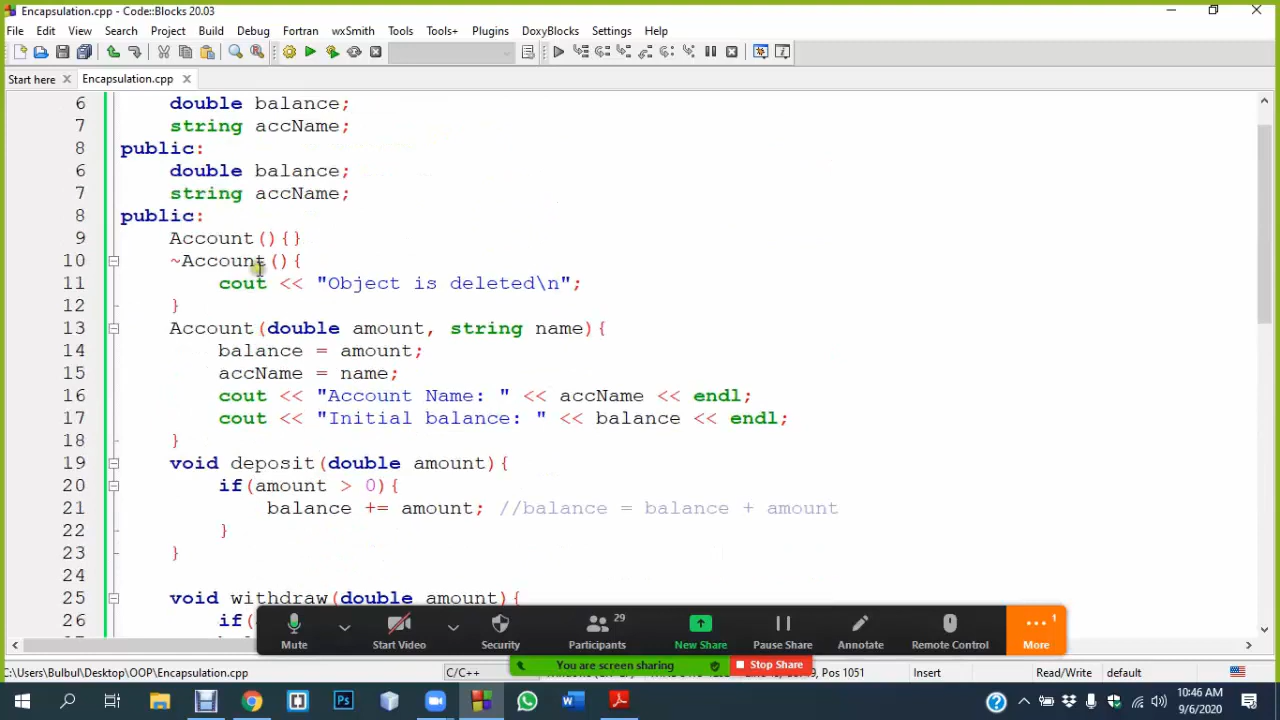 Encapsulation.cpp - Code::Blocks 20.03
File Edit View Search Project Build Debug Fortran wxSmith Tools Tools+ Plugins DoxyBlocks Settings Help
Start here Encapsulation.cpp
6 double balance;
7 string accName;
8 public:
6 double balance;
7 string accName;
8 public:
9 Account(){}
10 ~Account(){
11 cout << "Object is deleted\n";
12 }
13 Account(double amount, string name){
14 balance = amount;
15 accName = name;
16 cout << "Account Name: " << accName << endl;
17 cout << "Initial balance: " << balance << endl;
18 }
19 void deposit(double amount){
20 if(amount > 0){
21 balance += amount; //balance = balance + amount
22 }
23 }
24
25 void withdraw(double amount){
26 if(
29 1
Mute Start Video Security Participants New Share Pause Share Annotate Remote Control More
You are screen sharing Stop Share
C:\Users\Bulbul\Desktop\OOP\Encapsulation.cpp C/C++ Pos 1051 Insert Read/Write default
Ps W
10:46 AM
9/6/2020